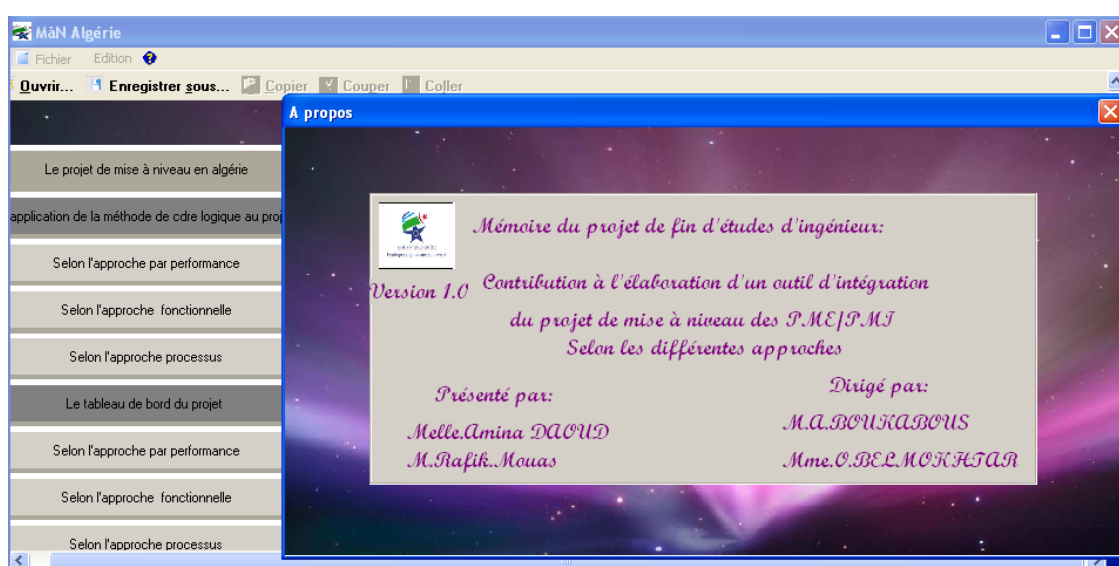 MàN Algérie
Fichier Edition
Ouvrir... Enregistrer sous... Copier Couper Coller
A propos
Le projet de mise à niveau en algérie
application de la méthode de cdre logique au proj
Selon l'approche par performance
Selon l'approche fonctionnelle
Selon l'approche processus
Le tableau de bord du projet
Selon l'approche par performance
Selon l'approche fonctionnelle
Selon l'approche processus
Mémoire du projet de fin d'études d'ingénieur:
Version 1.0
Contribution à l'élaboration d'un outil d'intégration
du projet de mise à niveau des PME/PMI
Selon les différentes approches
Présenté par:
Melle.Amina DAOUD
M.Rafik..Mouas
Dirigé par:
M.A.BOUKABOUS
Mme.O.BELMOKHTAR